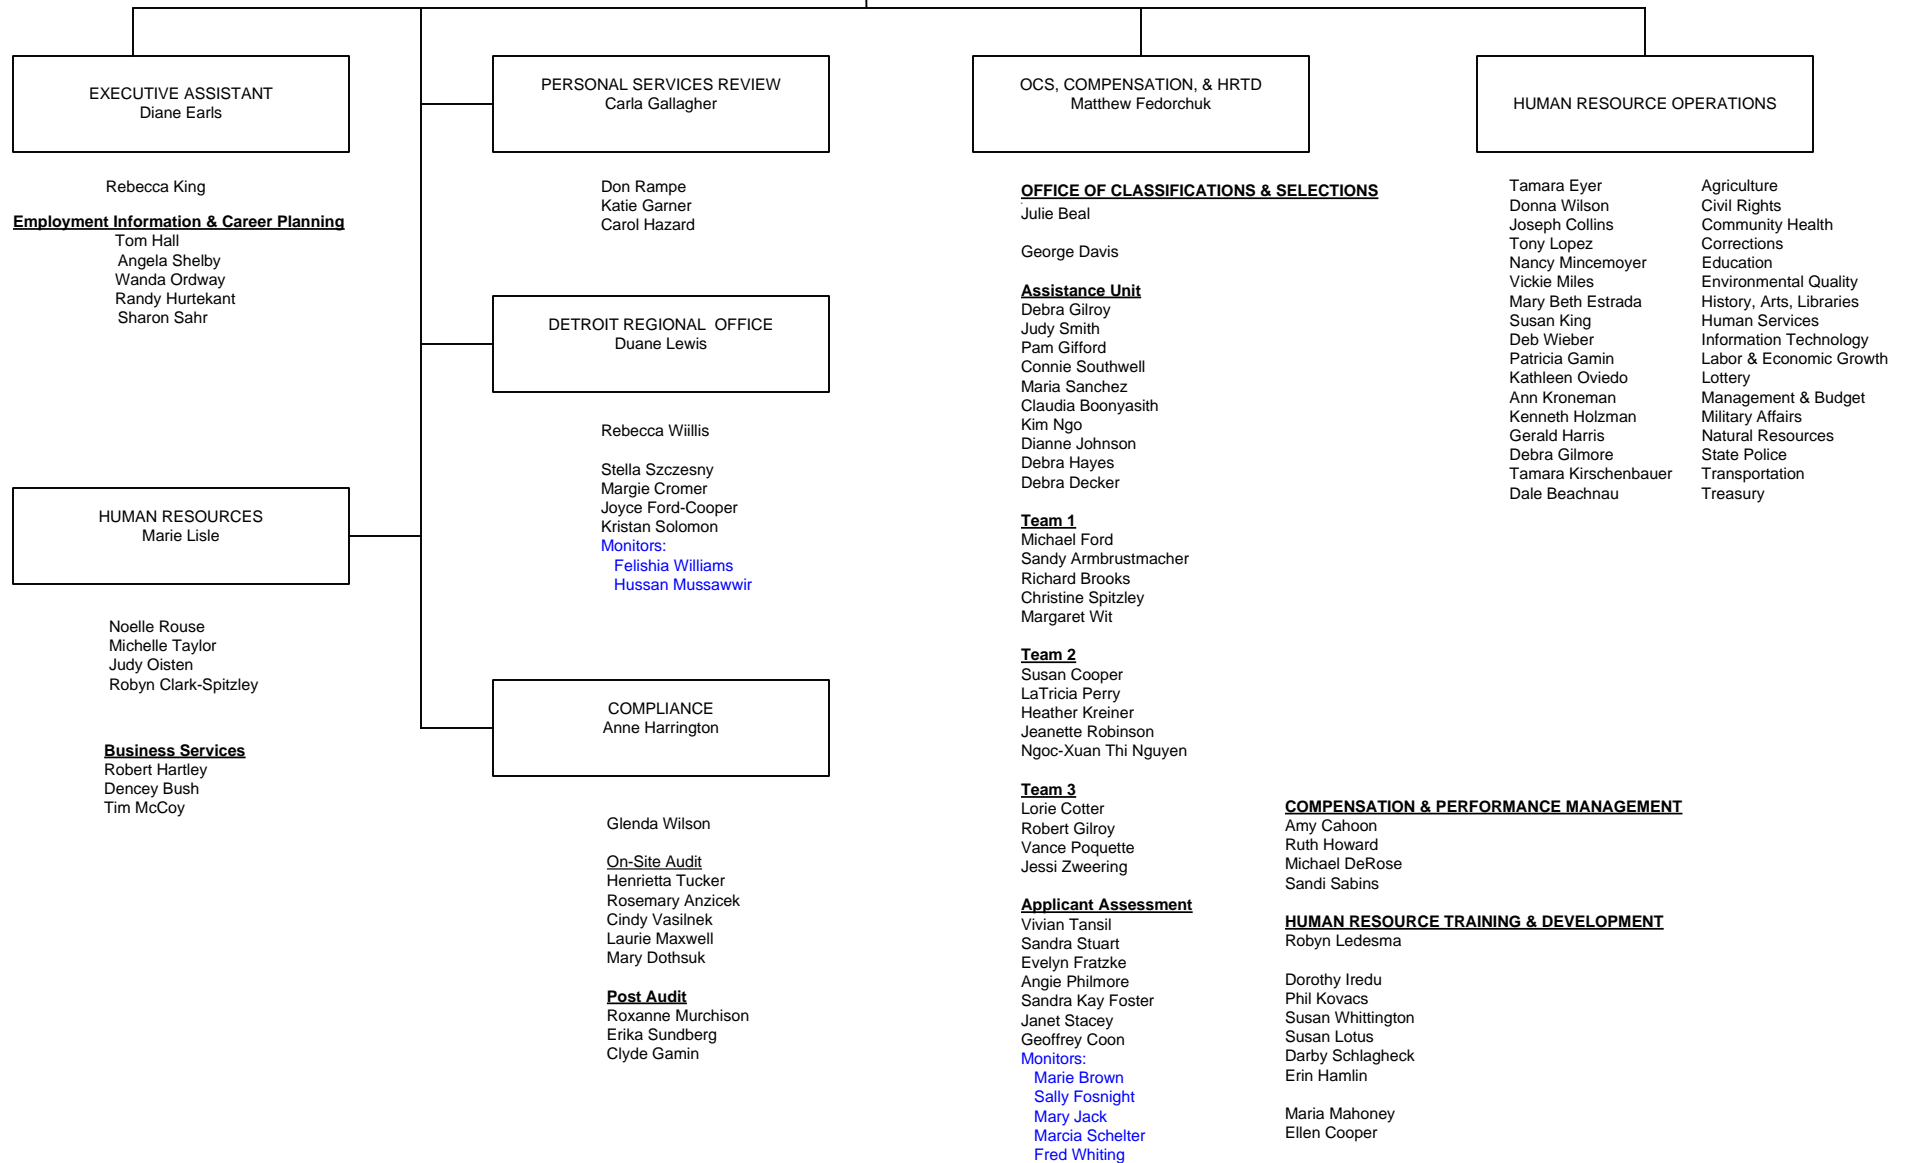 EXECUTIVE ASSISTANT
Diane Earls
Rebecca King
Employment Information & Career Planning
Tom Hall
Angela Shelby
Wanda Ordway
Randy Hurtekant
Sharon Sahr
HUMAN RESOURCES
Marie Lisle
Noelle Rouse
Michelle Taylor
Judy Oisten
Robyn Clark-Spitzley
Business Services
Robert Hartley
Dencey Bush
Tim McCoy
PERSONAL SERVICES REVIEW
Carla Gallagher
Don Rampe
Katie Garner
Carol Hazard
DETROIT REGIONAL OFFICE
Duane Lewis
Rebecca Wiillis
Stella Szczesny
Margie Cromer
Joyce Ford-Cooper
Kristan Solomon
Monitors:
Felishia Williams
Hussan Mussawwir
COMPLIANCE
Anne Harrington
Glenda Wilson
On-Site Audit
Henrietta Tucker
Rosemary Anzicek
Cindy Vasilnek
Laurie Maxwell
Mary Dothsuk
Post Audit
Roxanne Murchison
Erika Sundberg
Clyde Gamin
OCS, COMPENSATION, & HRTD
Matthew Fedorchuk
OFFICE OF CLASSIFICATIONS & SELECTIONS
Julie Beal
George Davis
Assistance Unit
Debra Gilroy
Judy Smith
Pam Gifford
Connie Southwell
Maria Sanchez
Claudia Boonyasith
Kim Ngo
Dianne Johnson
Debra Hayes
Debra Decker
Team 1
Michael Ford
Sandy Armbrustmacher
Richard Brooks
Christine Spitzley
Margaret Wit
Team 2
Susan Cooper
LaTricia Perry
Heather Kreiner
Jeanette Robinson
Ngoc-Xuan Thi Nguyen
Team 3
Lorie Cotter
Robert Gilroy
Vance Poquette
Jessi Zweering
Applicant Assessment
Vivian Tansil
Sandra Stuart
Evelyn Fratzke
Angie Philmore
Sandra Kay Foster
Janet Stacey
Geoffrey Coon
Monitors:
Marie Brown
Sally Fosnight
Mary Jack
Marcia Schelter
Fred Whiting
COMPENSATION & PERFORMANCE MANAGEMENT
Amy Cahoon
Ruth Howard
Michael DeRose
Sandi Sabins
HUMAN RESOURCE TRAINING & DEVELOPMENT
Robyn Ledesma
Dorothy Iredu
Phil Kovacs
Susan Whittington
Susan Lotus
Darby Schlagheck
Erin Hamlin
Maria Mahoney
Ellen Cooper
HUMAN RESOURCE OPERATIONS
Tamara Eyer Agriculture
Donna Wilson Civil Rights
Joseph Collins Community Health
Tony Lopez Corrections
Nancy Mincemoyer Education
Vickie Miles Environmental Quality
Mary Beth Estrada History, Arts, Libraries
Susan King Human Services
Deb Wieber Information Technology
Patricia Gamin Labor & Economic Growth
Kathleen Oviedo Lottery
Ann Kroneman Management & Budget
Kenneth Holzman Military Affairs
Gerald Harris Natural Resources
Debra Gilmore State Police
Tamara Kirschenbauer Transportation
Dale Beachnau Treasury